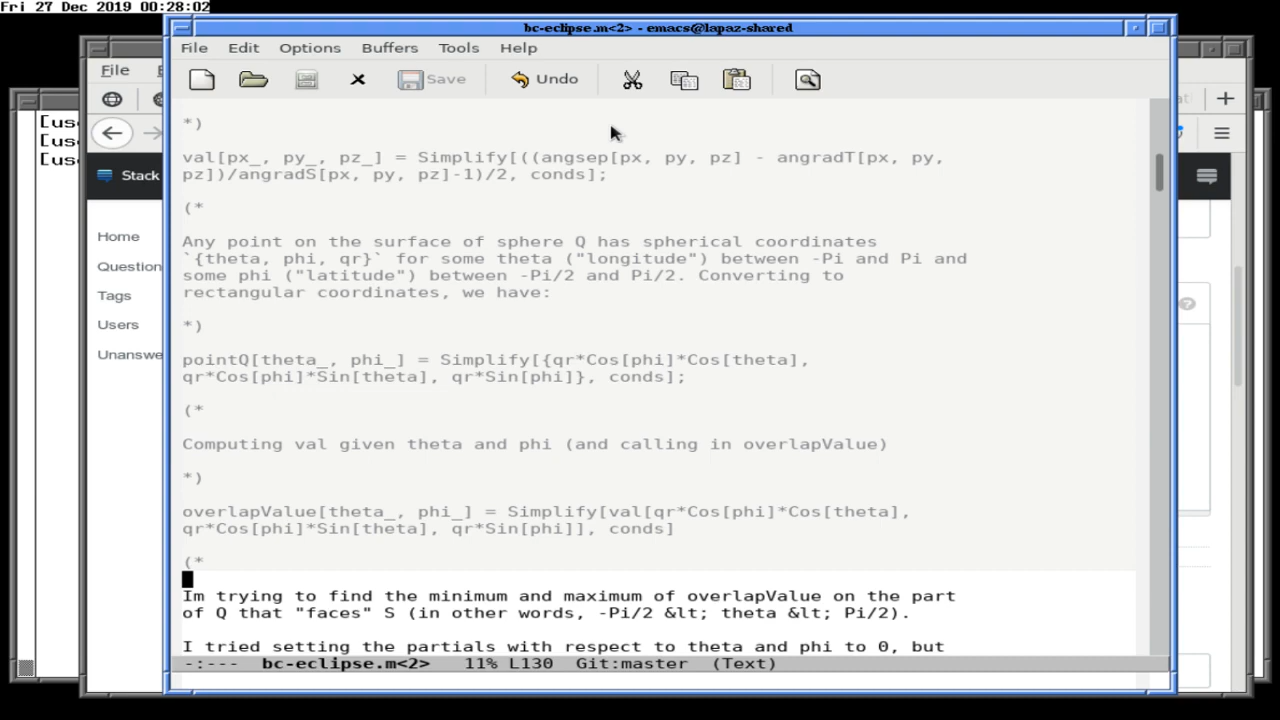 Fri 27 Dec 2019 00:28:02
bc-eclipse.m<2> - emacs@lapaz-shared
File Edit Options Buffers Tools Help
Save Undo
File
[use
[use
[use
Stack
Home
Question
Tags
Users
Unanswe
*)
val[px_, py_, pz_] = Simplify[((angsep[px, py, pz] - angradT[px, py,
pz])/angradS[px, py, pz]-1)/2, conds];
(*
Any point on the surface of sphere Q has spherical coordinates
`{theta, phi, qr}` for some theta ("longitude") between -Pi and Pi and
some phi ("latitude") between -Pi/2 and Pi/2. Converting to
rectangular coordinates, we have:
*)
pointQ[theta_, phi_] = Simplify[{qr*Cos[phi]*Cos[theta],
qr*Cos[phi]*Sin[theta], qr*Sin[phi]}, conds];
(*
Computing val given theta and phi (and calling in overlapValue)
*)
overlapValue[theta_, phi_] = Simplify[val[qr*Cos[phi]*Cos[theta],
qr*Cos[phi]*Sin[theta], qr*Sin[phi]], conds]
(*
Im trying to find the minimum and maximum of overlapValue on the part
of Q that "faces" S (in other words, -Pi/2 &lt; theta &lt; Pi/2).
I tried setting the partials with respect to theta and phi to 0, but
-:--- bc-eclipse.m<2> 11% L130 Git:master (Text)